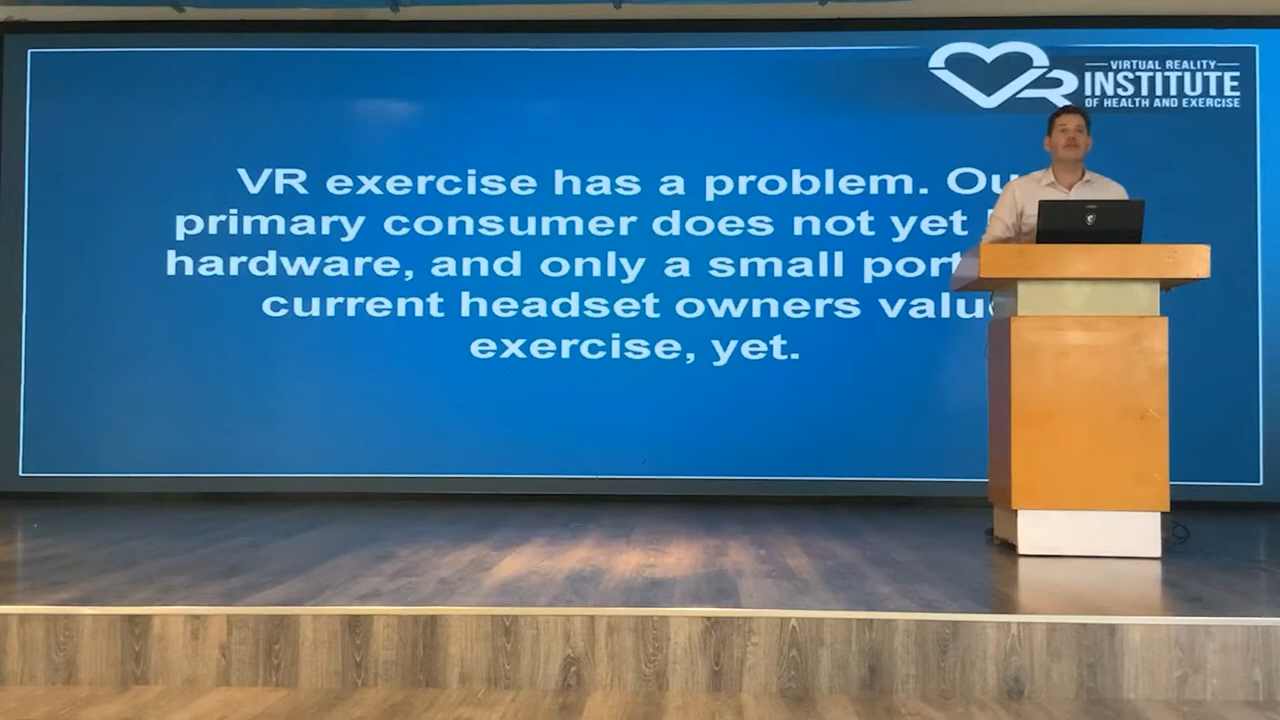 VIRTUAL REALITY
INSTITUTE
OF HEALTH AND EXERCISE
VR exercise has a problem.
primary consumer does not yet
hardware, and only a small
current headset owners
exercise, yet.